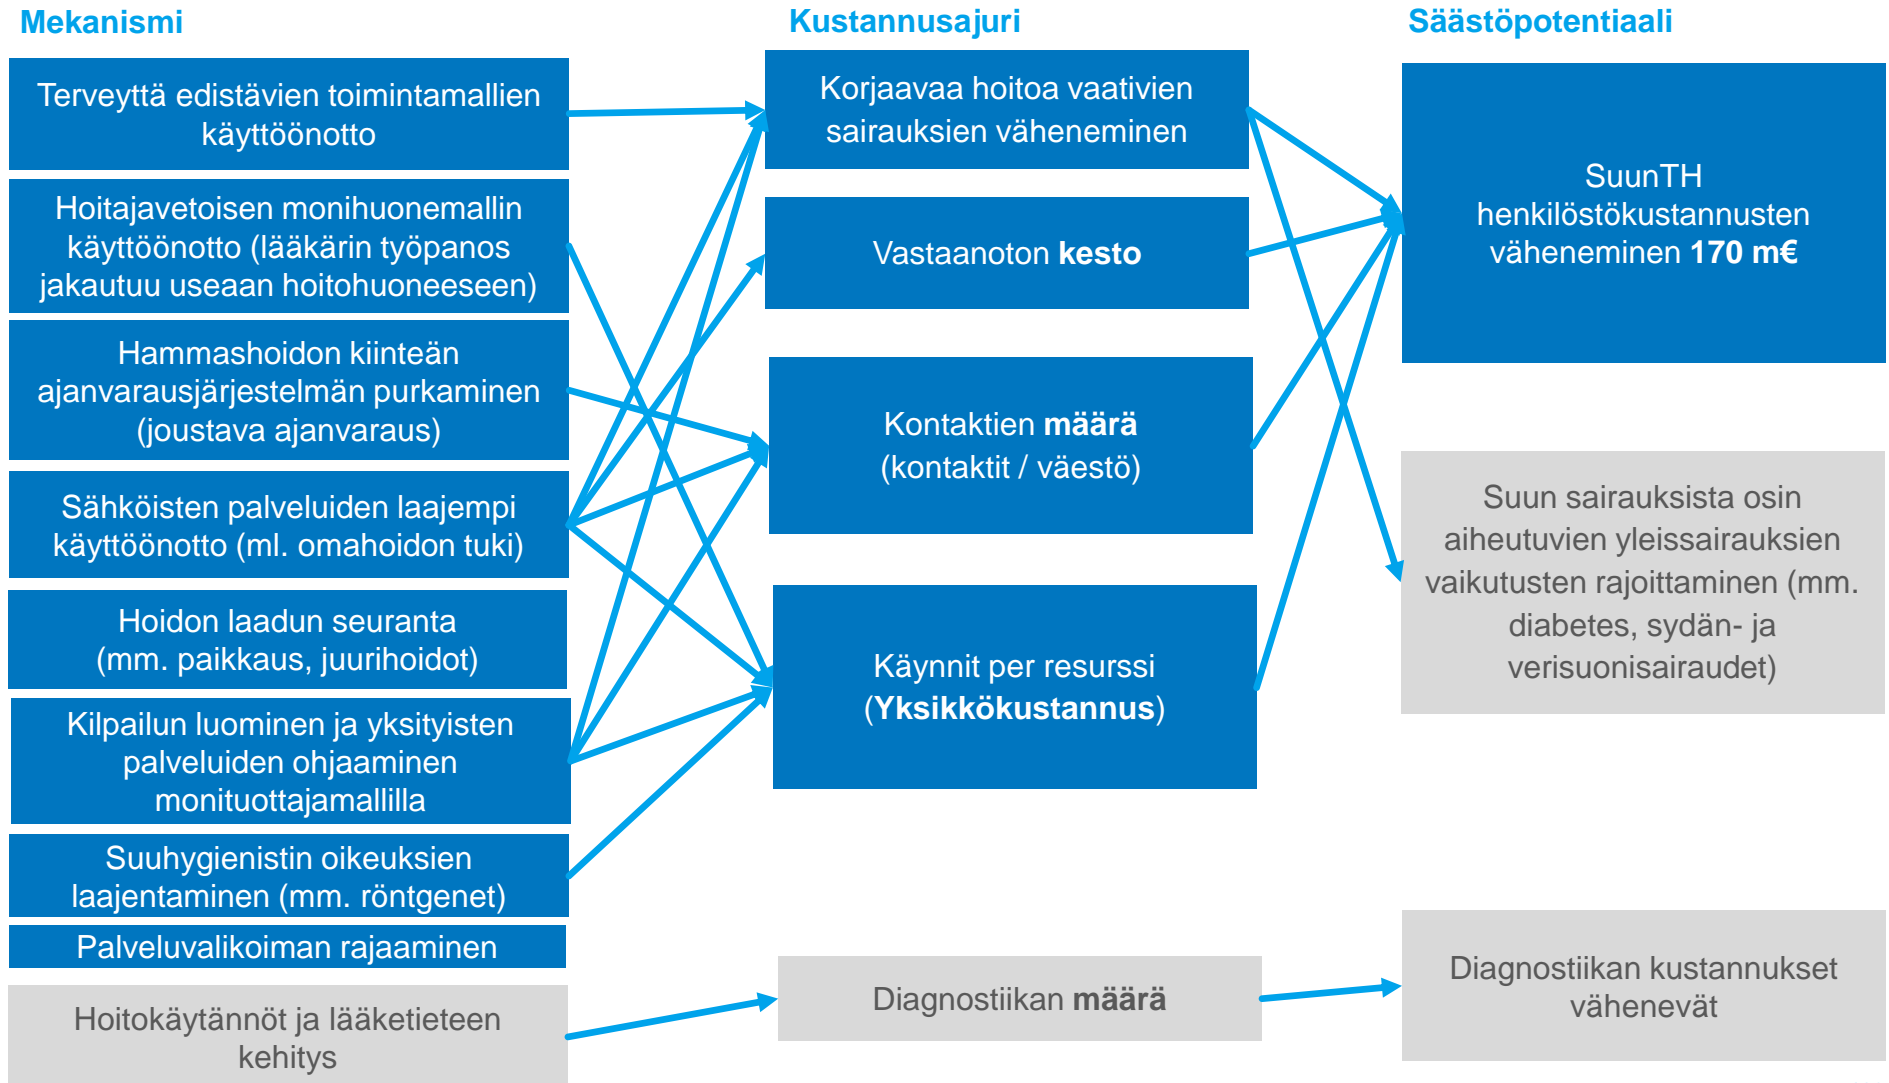 Mekanismi
Terveyttä edistävien toimintamallien
käyttöönotto
Hoitajavetoisen monihuonemallin
käyttöönotto (lääkärin työpanos
jakautuu useaan hoitohuoneeseen)
Hammashoidon kiinteän
ajanvarausjärjestelmän purkaminen
(joustava ajanvaraus)
Sähköisten palveluiden laajempi
käyttöönotto (ml. omahoidon tuki)
Hoidon laadun seuranta
(mm. paikkaus, juurihoidot)
Kilpailun luominen ja yksityisten
palveluiden ohjaaminen
monituottajamallilla
Suuhygienistin oikeuksien
laajentaminen (mm. röntgenet)
Palveluvalikoiman rajaaminen
Hoitokäytännöt ja lääketieteen
kehitys
Kustannusajuri
Korjaavaa hoitoa vaativien
sairauksien väheneminen
Vastaanoton kesto
Kontaktien määrä
(kontaktit / väestö)
Käynnit per resurssi
(Yksikkökustannus)
Diagnostiikan määrä
Säästöpotentiaali
SuunTH
henkilöstökustannusten
väheneminen 170 m€
Suun sairauksista osin
aiheutuvien yleissairauksien
vaikutusten rajoittaminen (mm.
diabetes, sydän- ja
verisuonisairaudet)
Diagnostiikan kustannukset
vähenevät